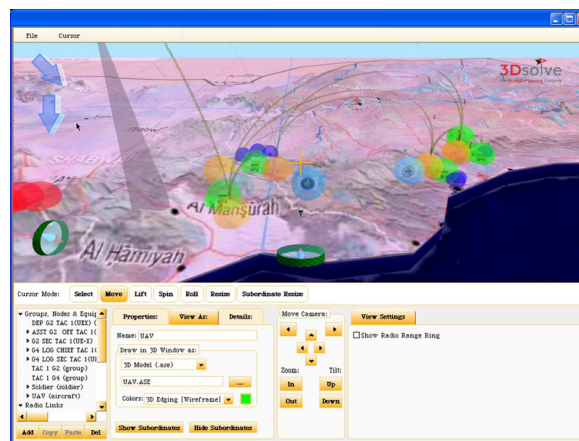 File Cursor
3Dsolve
SHABWAH
Al Manṣūrah
Al Ḥāmiyah
Cursor Mode: Select Move Lift Spin Roll Resize Subordinate Resize
Groups, Nodes & Equip
DEP G2 TAC 1(UEX) (
ASST G2 OFF TAC 1(
G2 SEC TAC 1(UE-X)
G4 LOG CHIEF TAC 1(
G4 LOG SEC TAC 1(UE
TAC 1 G2 (group)
TAC 1 G4 (group)
Soldier (soldier)
UAV (aircraft)
Radio Links
Add Copy Paste Del
Properties: View As: Details:
Name: UAV
Draw in 3D Window as:
3D Model (.aze)
UAV.ASE ...
Colors: 3D Edging [Wireframe]
Show Subordinates Hide Subordinates
Move Camera:
Zoom: Tilt:
In Up
Out Down
View Settings
Show Radio Range Ring